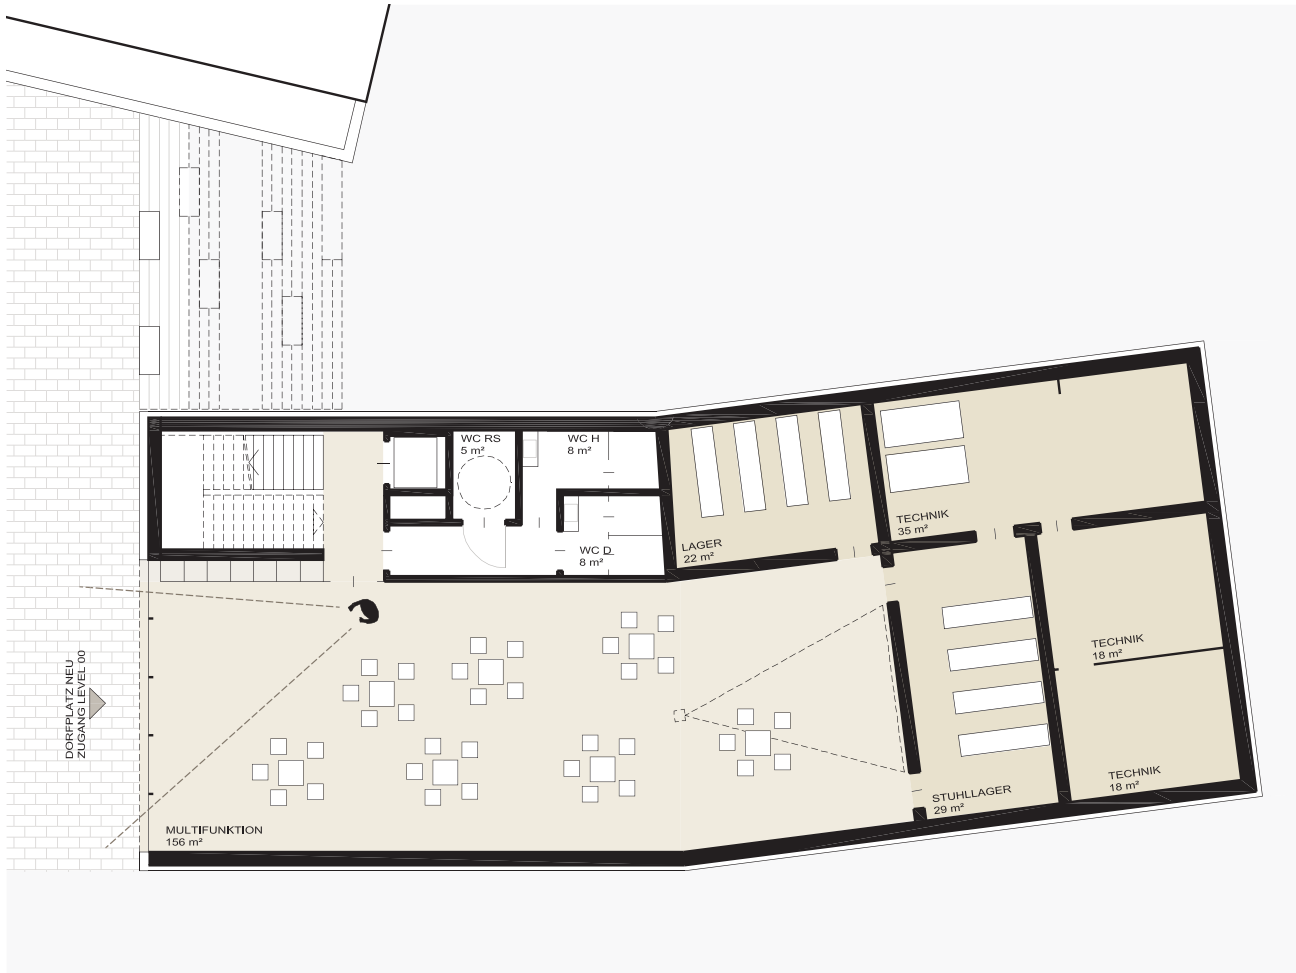 WC RS
5 m²
WC H
8 m²
WC D
8 m²
LAGER
22 m²
TECHNIK
35 m²
TECHNIK
18 m²
TECHNIK
18 m²
STUHLLAGER
29 m²
MULTIFUNKTION
156 m²
DORFPLATZ NEU
ZUGANG LEVEL 00